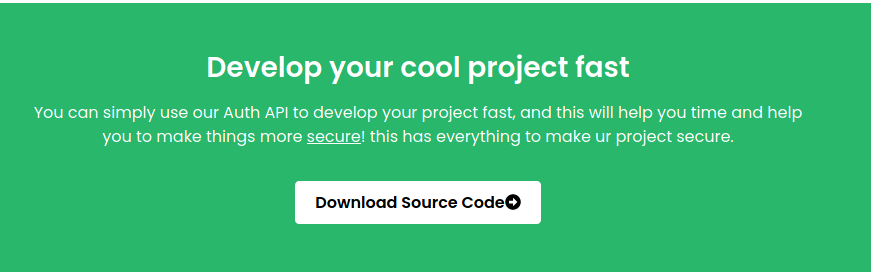 Develop your cool project fast
You can simply use our Auth API to develop your project fast, and this will help you time and help
you to make things more secure! this has everything to make ur project secure.
Download Source Code